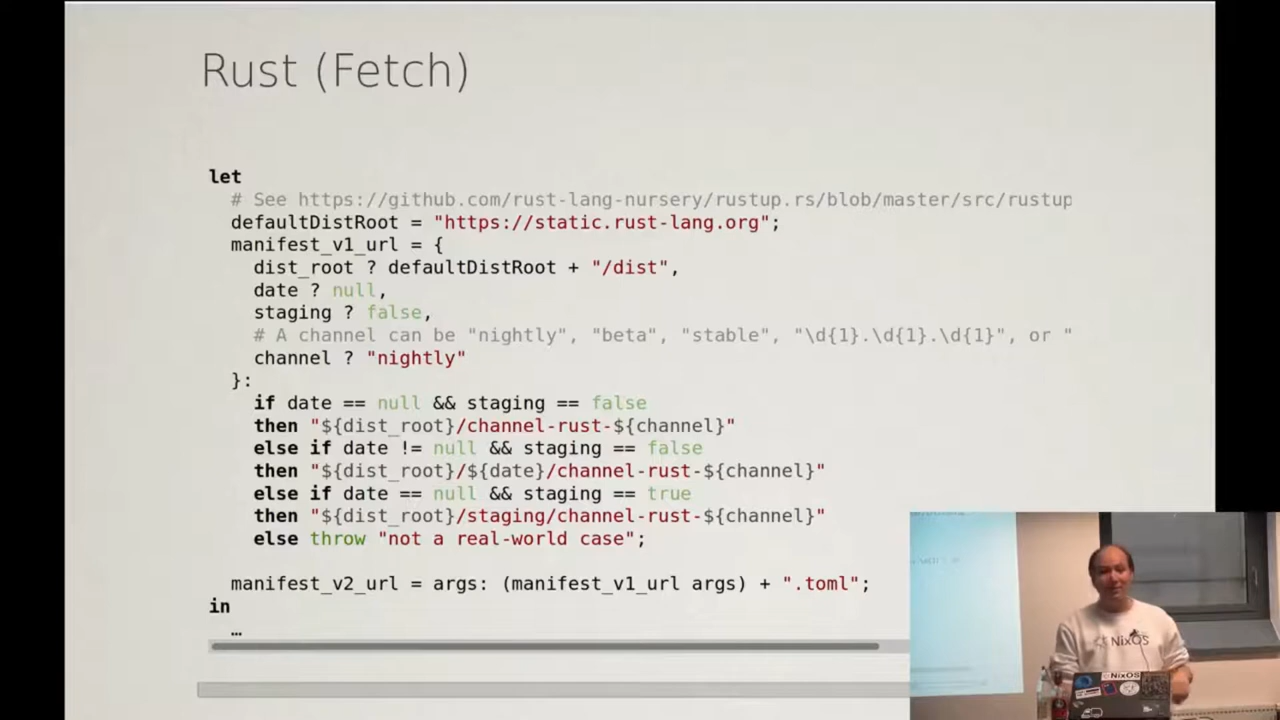 Rust (Fetch)
let
# See https://github.com/rust-lang-nursery/rustup.rs/blob/master/src/rustup
defaultDistRoot = "https://static.rust-lang.org";
manifest_v1_url = {
dist_root ? defaultDistRoot + "/dist",
date ? null,
staging ? false,
# A channel can be "nightly", "beta", "stable", "\d{1}.\d{1}.\d{1}", or "
channel ? "nightly"
}:
if date == null && staging == false
then "${dist_root}/channel-rust-${channel}"
else if date != null && staging == false
then "${dist_root}/${date}/channel-rust-${channel}"
else if date == null && staging == true
then "${dist_root}/staging/channel-rust-${channel}"
else throw "not a real-world case";
manifest_v2_url = args: (manifest_v1_url args) + ".toml";
in
…
NixOS
NixOS